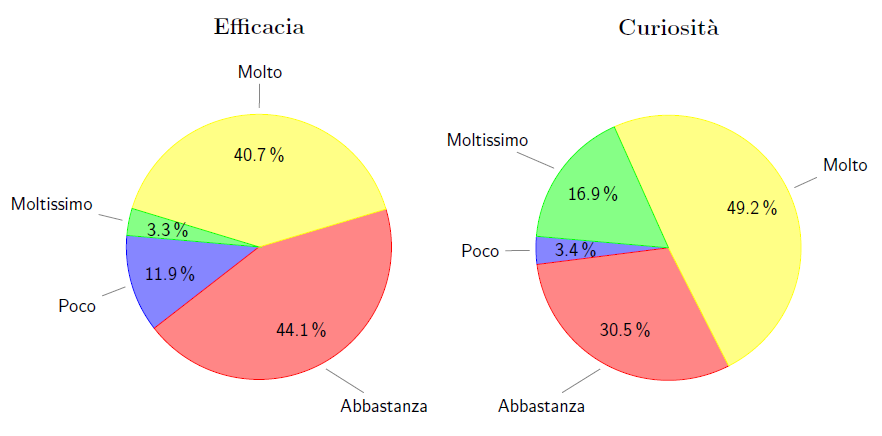 Efficacia
Molto
40.7 %
Moltissimo
3.3 %
11.9 %
Poco
44.1 %
Abbastanza
Curiosità
Moltissimo
Molto
16.9 %
49.2 %
Poco
3.4 %
30.5 %
Abbastanza